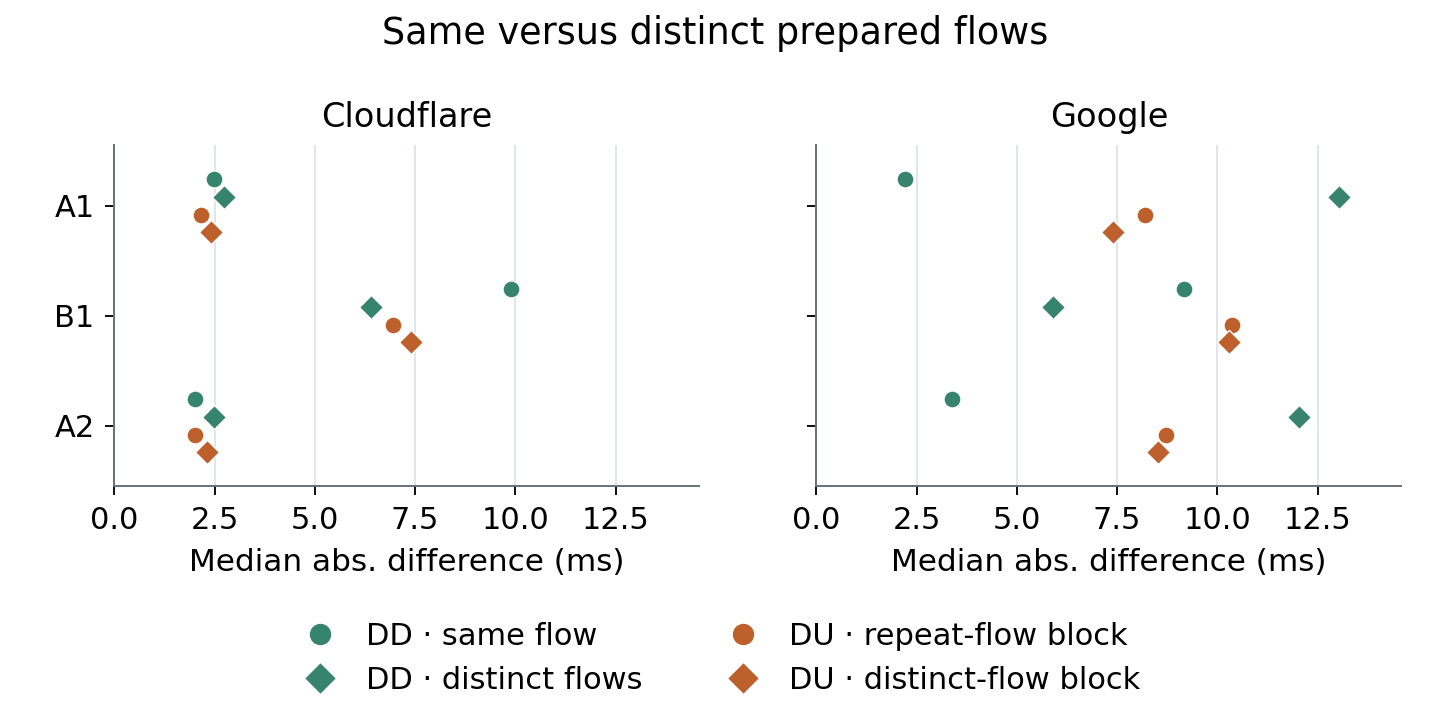 Same versus distinct prepared flows
Cloudflare
Google
A1
B1
A2
0.0 2.5 5.0 7.5 10.0 12.5
0.0 2.5 5.0 7.5 10.0 12.5
Median abs. difference (ms)
Median abs. difference (ms)
DD · same flow
DD · distinct flows
DU · repeat-flow block
DU · distinct-flow block